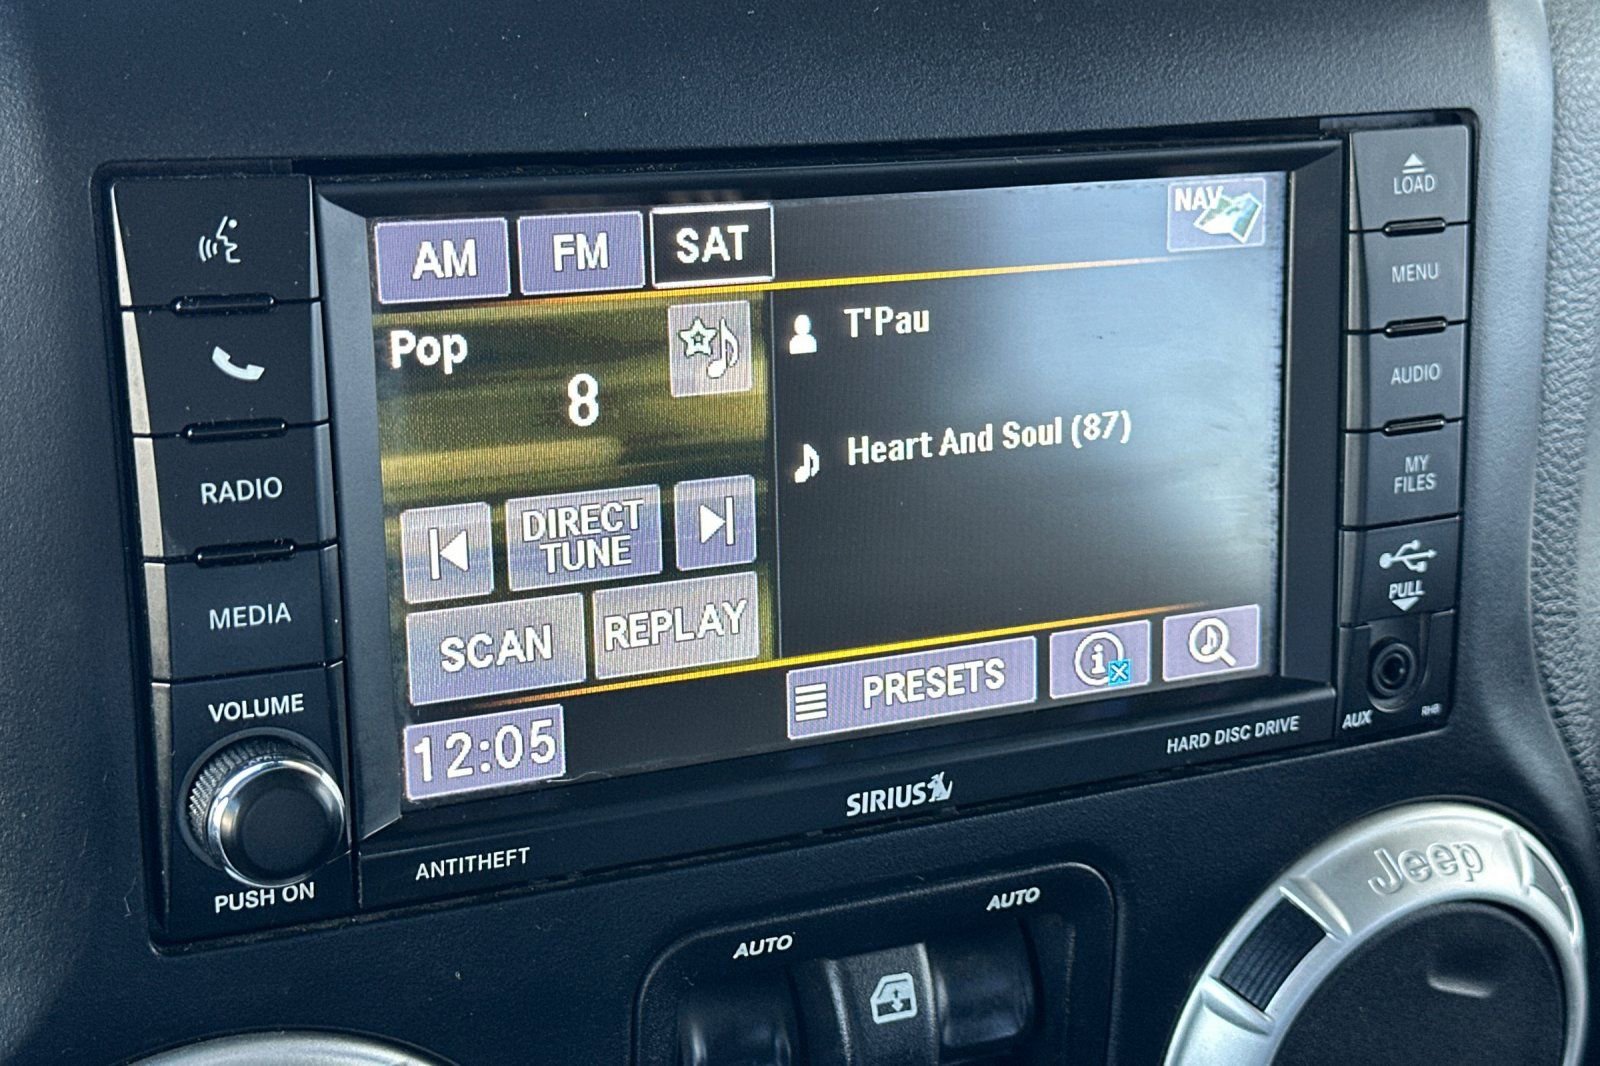 AM
FM
SAT
NAV
Pop
8
T'Pau
Heart And Soul (87)
DIRECT
TUNE
SCAN
REPLAY
PRESETS
12:05
RADIO
MEDIA
VOLUME
PUSH ON
LOAD
MENU
AUDIO
MY
FILES
PULL
AUX
RHB
HARD DISC DRIVE
SIRIUS
ANTITHEFT
AUTO
AUTO
Jeep